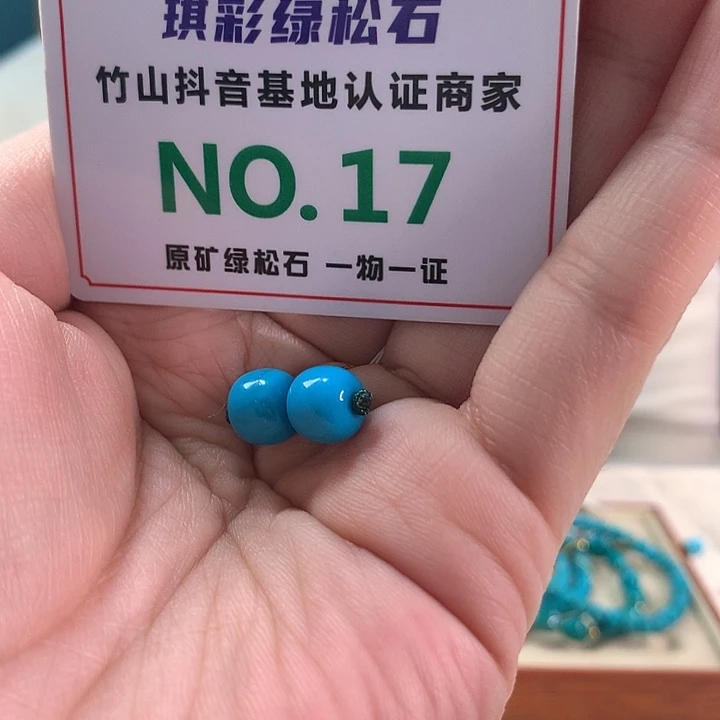 琪彩绿松石
竹山抖音基地认证商家
NO.17
原矿绿松石 一物一证